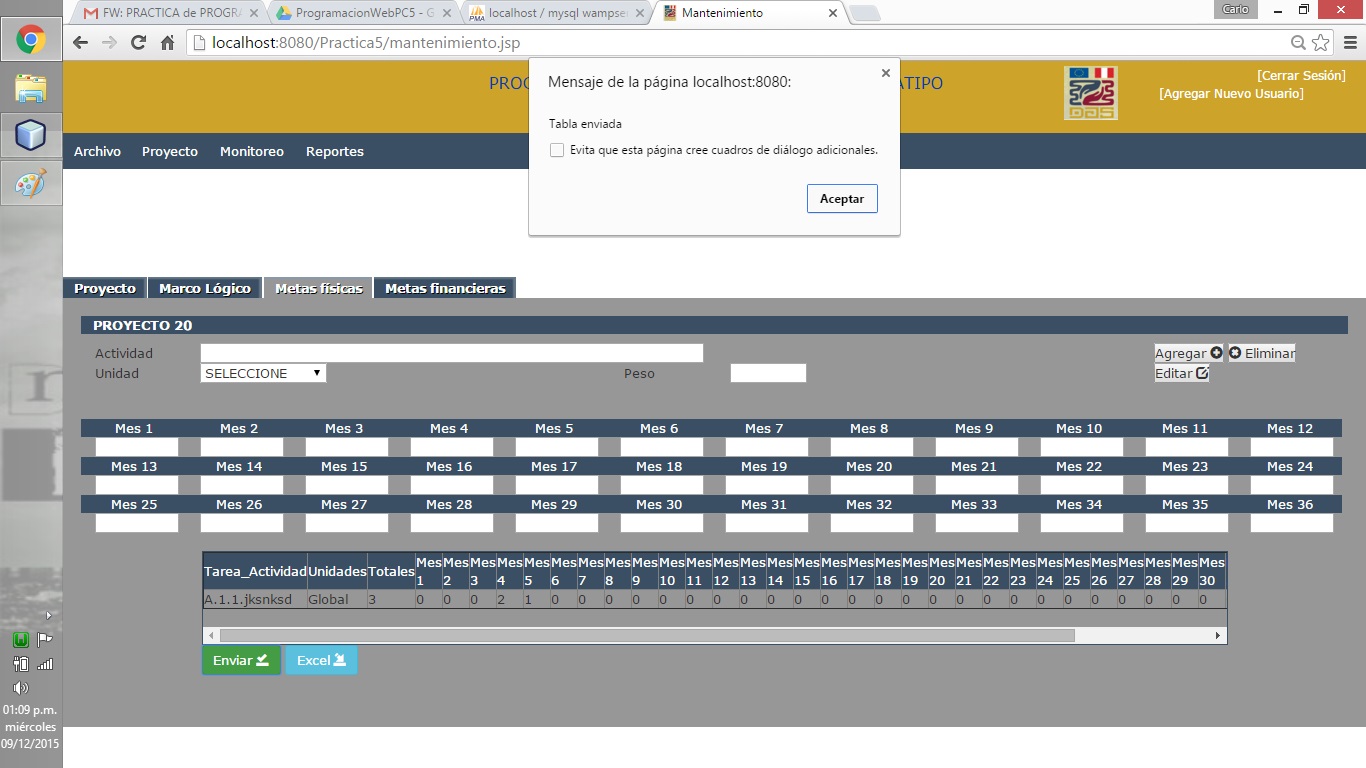 FW: PRACTICA de PROGRA
ProgramacionWebPC5 - G
localhost / mysql wampse
Mantenimiento
Carlo
localhost:8080/Practica5/mantenimiento.jsp
[Cerrar Sesión]
[Agregar Nuevo Usuario]
Mensaje de la página localhost:8080:
Tabla enviada
Evita que esta página cree cuadros de diálogo adicionales.
Aceptar
Archivo Proyecto Monitoreo Reportes
Proyecto Marco Lógico Metas físicas Metas financieras
PROYECTO 20
Actividad Agregar Eliminar
Unidad SELECCIONE Peso Editar
Mes 1 Mes 2 Mes 3 Mes 4 Mes 5 Mes 6 Mes 7 Mes 8 Mes 9 Mes 10 Mes 11 Mes 12
Mes 13 Mes 14 Mes 15 Mes 16 Mes 17 Mes 18 Mes 19 Mes 20 Mes 21 Mes 22 Mes 23 Mes 24
Mes 25 Mes 26 Mes 27 Mes 28 Mes 29 Mes 30 Mes 31 Mes 32 Mes 33 Mes 34 Mes 35 Mes 36
Tarea_Actividad Unidades Totales Mes 1 Mes 2 Mes 3 Mes 4 Mes 5 Mes 6 Mes 7 Mes 8 Mes 9 Mes 10 Mes 11 Mes 12 Mes 13 Mes 14 Mes 15 Mes 16 Mes 17 Mes 18 Mes 19 Mes 20 Mes 21 Mes 22 Mes 23 Mes 24 Mes 25 Mes 26 Mes 27 Mes 28 Mes 29 Mes 30
A.1.1.jksnksd Global 3 0 0 0 2 1 0 0 0 0 0 0 0 0 0 0 0 0 0 0 0 0 0 0 0 0 0 0 0 0 0
Enviar Excel
01:09 p.m.
miércoles
09/12/2015